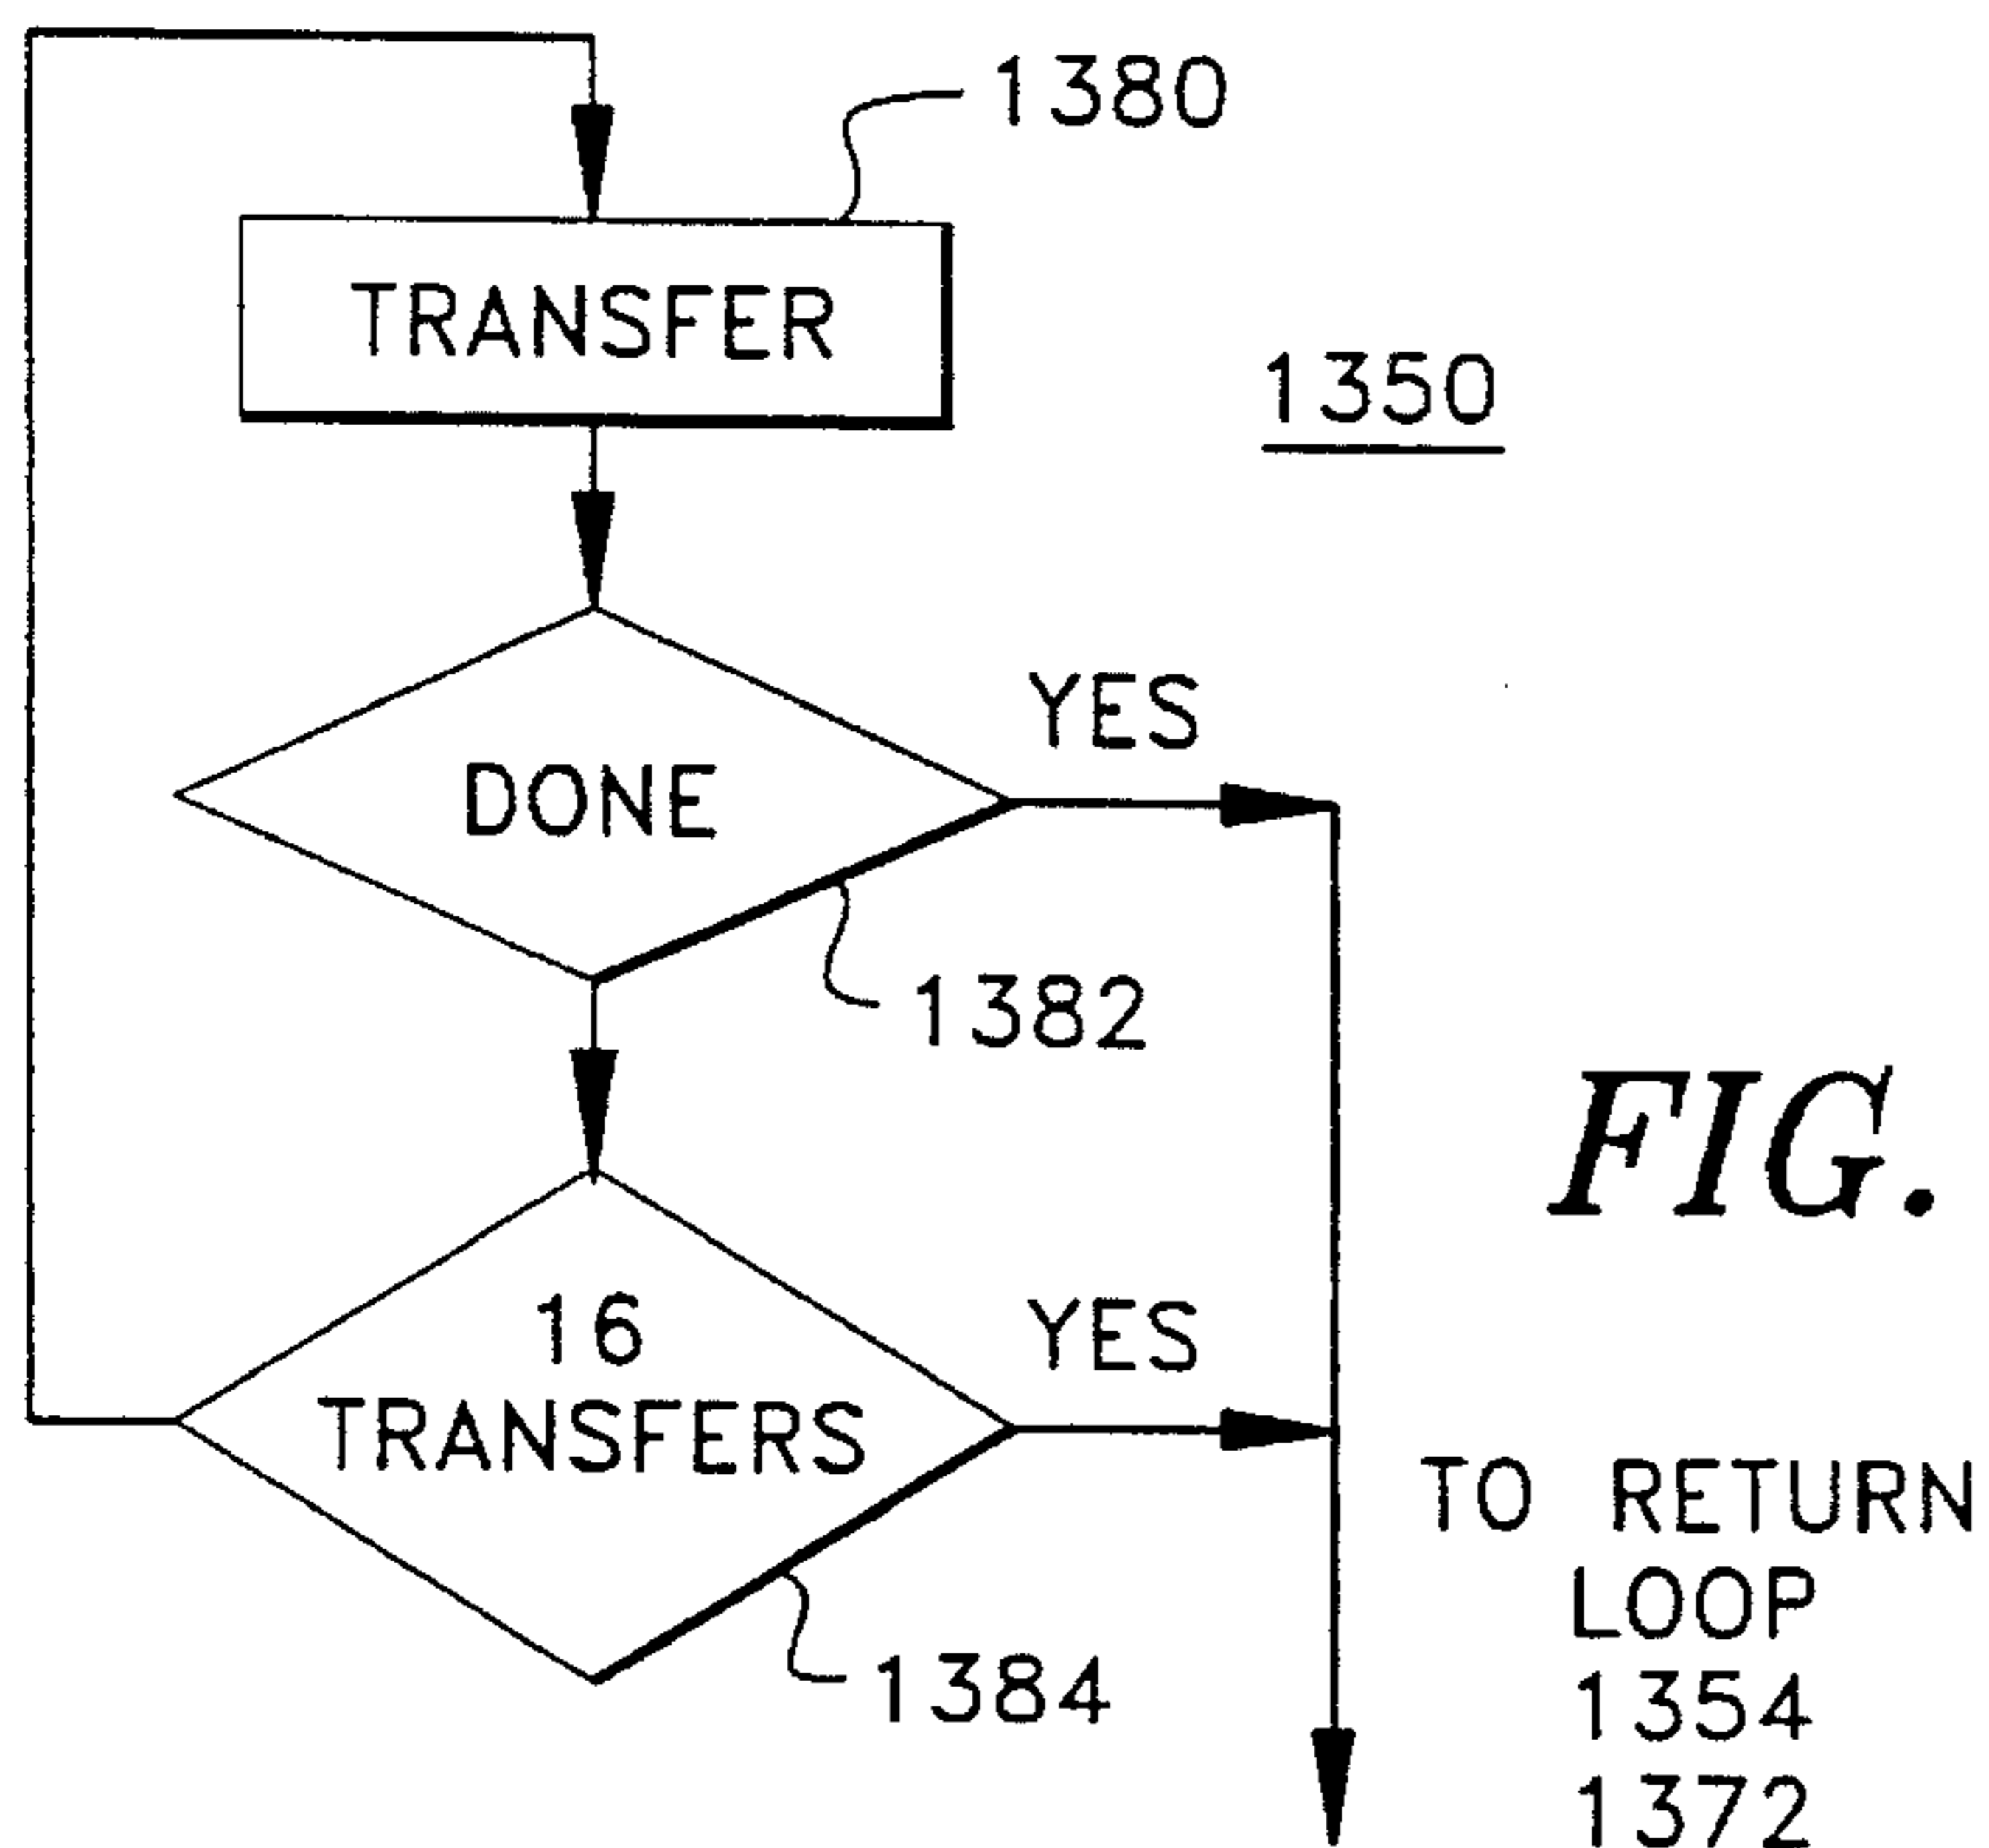 1380
TRANSFER
1350
YES
DONE
1382
FIG.
16
TRANSFERS
YES
TO RETURN
LOOP
1354
1372
1384